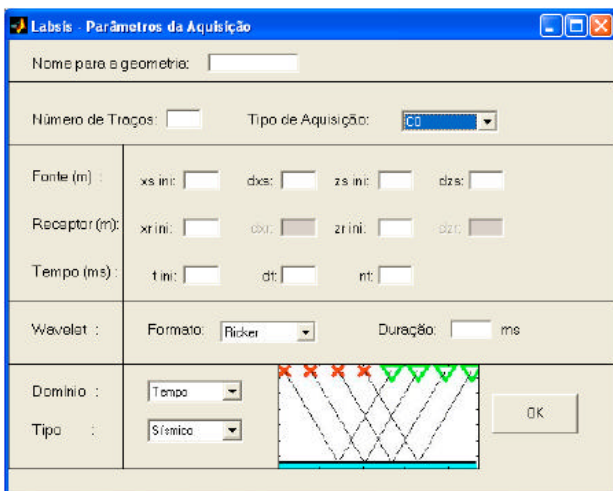 Labsis - Parâmetros da Aquisição
Nome para a geometria:
Número de Traços: Tipo de Aquisição: CO
Fonte (m) : xs ini: dxs: zs ini: dzs:
Receptor (m): xr ini: dxr: zr ini: dzr:
Tempo (ms) : t ini: dt: nt:
Wavelet : Formato: Ricker Duração: ms
Domínio : Tempo
Tipo : Sísmico
OK